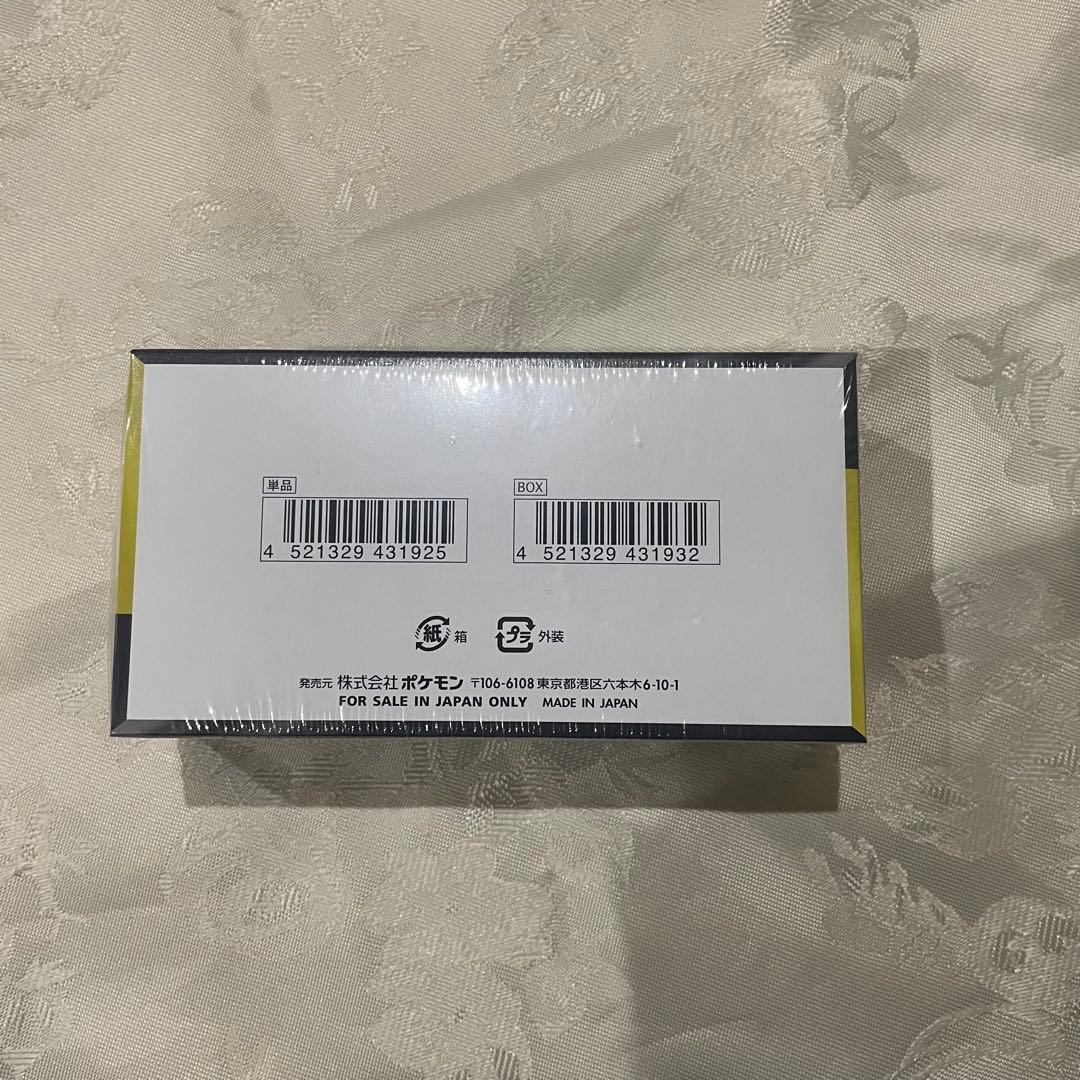 単品
BOX
4 521329 431925
4 521329 431932
紙 箱
プラ 外装
発売元 株式会社ポケモン 〒106-6108 東京都港区六本木6-10-1
FOR SALE IN JAPAN ONLY MADE IN JAPAN